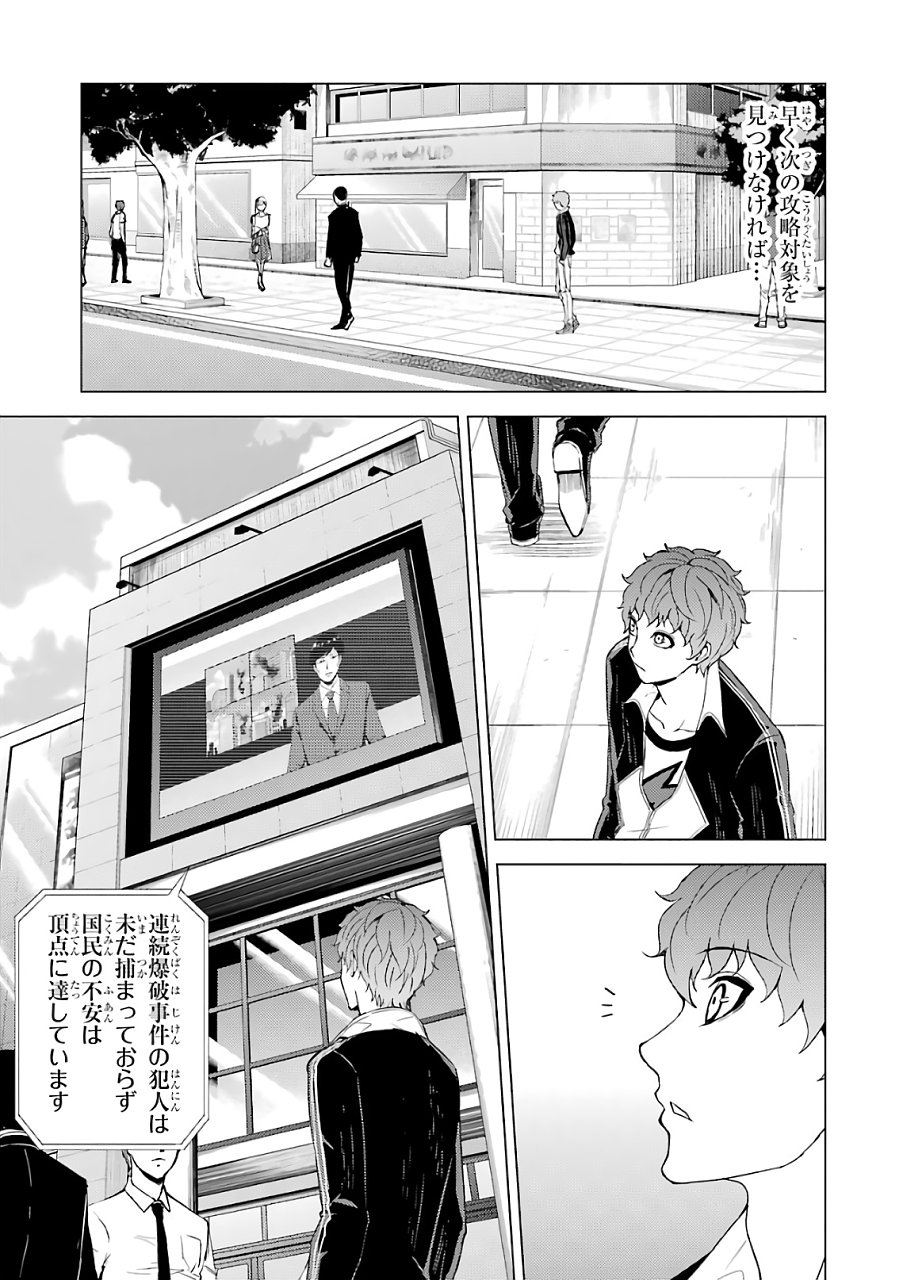 早く次の攻略対象を
見つけなければ…
連続爆破事件の犯人は
未だ捕まっておらず
国民の不安は
頂点に達しています